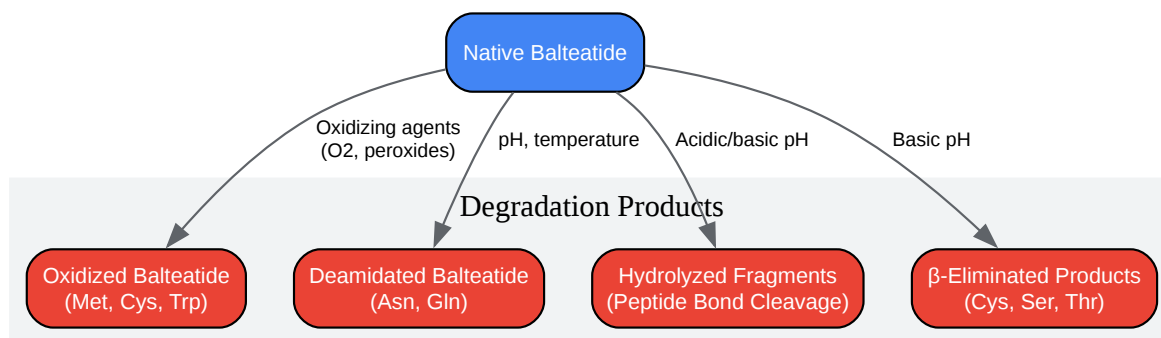 Native Balteatide
Oxidizing agents
(O2, peroxides)
pH, temperature
Acidic/basic pH
Basic pH
Degradation Products
Oxidized Balteatide
(Met, Cys, Trp)
Deamidated Balteatide
(Asn, Gln)
Hydrolyzed Fragments
(Peptide Bond Cleavage)
β-Eliminated Products
(Cys, Ser, Thr)